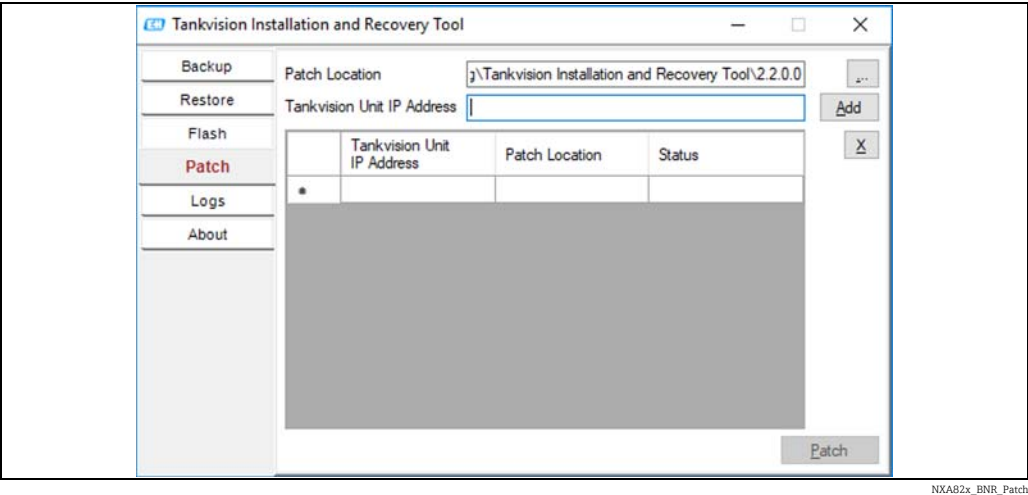 Tankvision Installation and Recovery Tool
Backup
Restore
Flash
Patch
Logs
About
Patch Location
ȷ\Tankvision Installation and Recovery Tool\2.2.0.0
...
Tankvision Unit IP Address
Add
X
Tankvision Unit
IP Address
Patch Location
Status
Patch
NXA82x_BNR_Patch